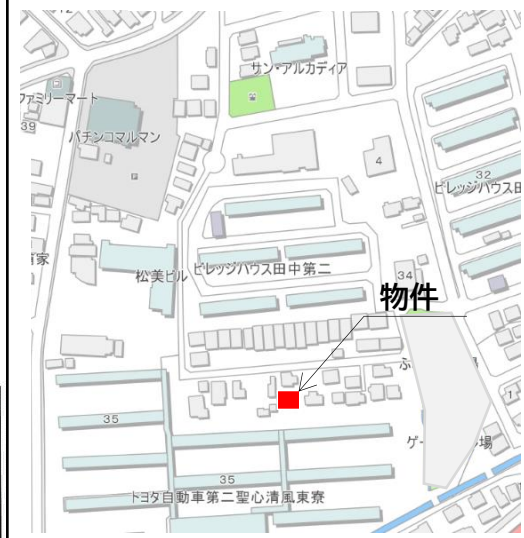 サン・アルカディア
ファミリーマート
39
パチンコマルマン
4
32
ビレッジハウス田
松美ビル
ビレッジハウス田中第二
34
物件
35
35
トヨタ自動車第二聖心清風東寮